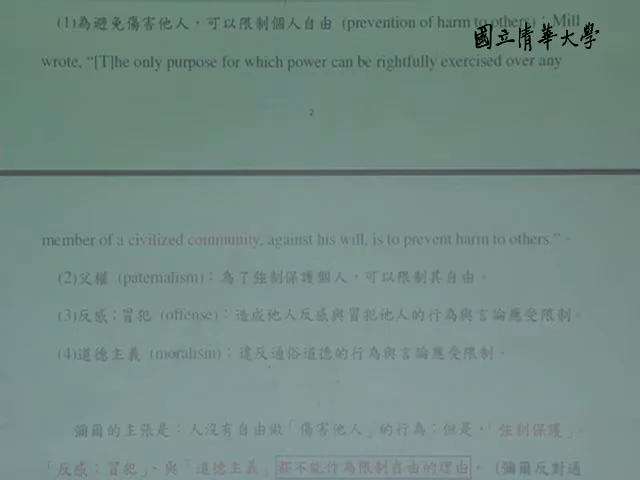 (1)為避免傷害他人，可以限制個人自由 (prevention of harm to others)；Mill
國立清華大學
wrote, “[T]he only purpose for which power can be rightfully exercised over any
2
member of a civilized community, against his will, is to prevent harm to others.”。
(2)父權 (paternalism)：為了強制保護個人，可以限制其自由。
(3)反感；冒犯 (offense)：造成他人反感與冒犯他人的行為與言論應受限制。
(4)道德主義 (moralism)：違反通俗道德的行為與言論應受限制。
彌爾的主張是：人沒有自由做「傷害他人」的行為；但是，「強制保護」、
「反感；冒犯」、與「道德主義」都不能作為限制自由的理由。(彌爾反對通